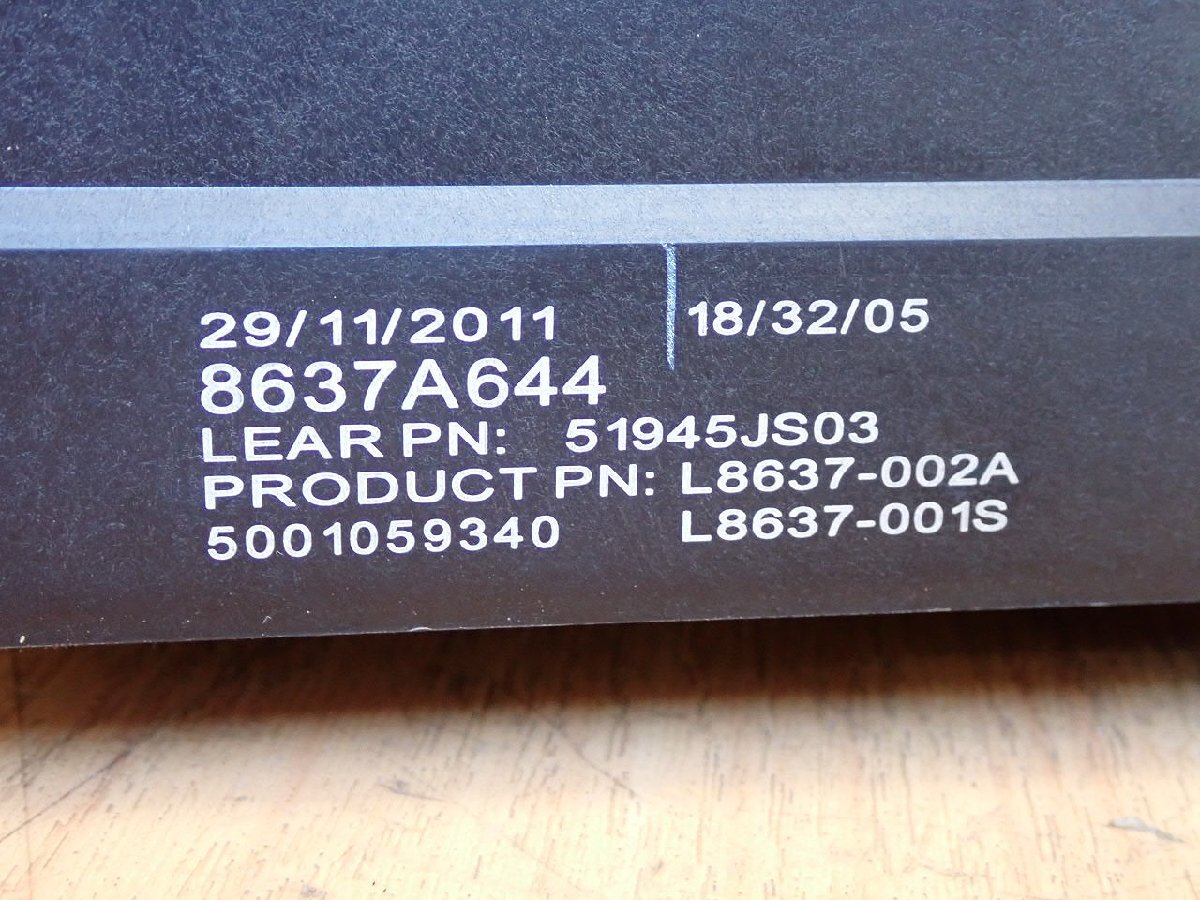 29/11/2011 18/32/05
8637A644
LEAR PN: 51945JS03
PRODUCT PN: L8637-002A
5001059340 L8637-001S